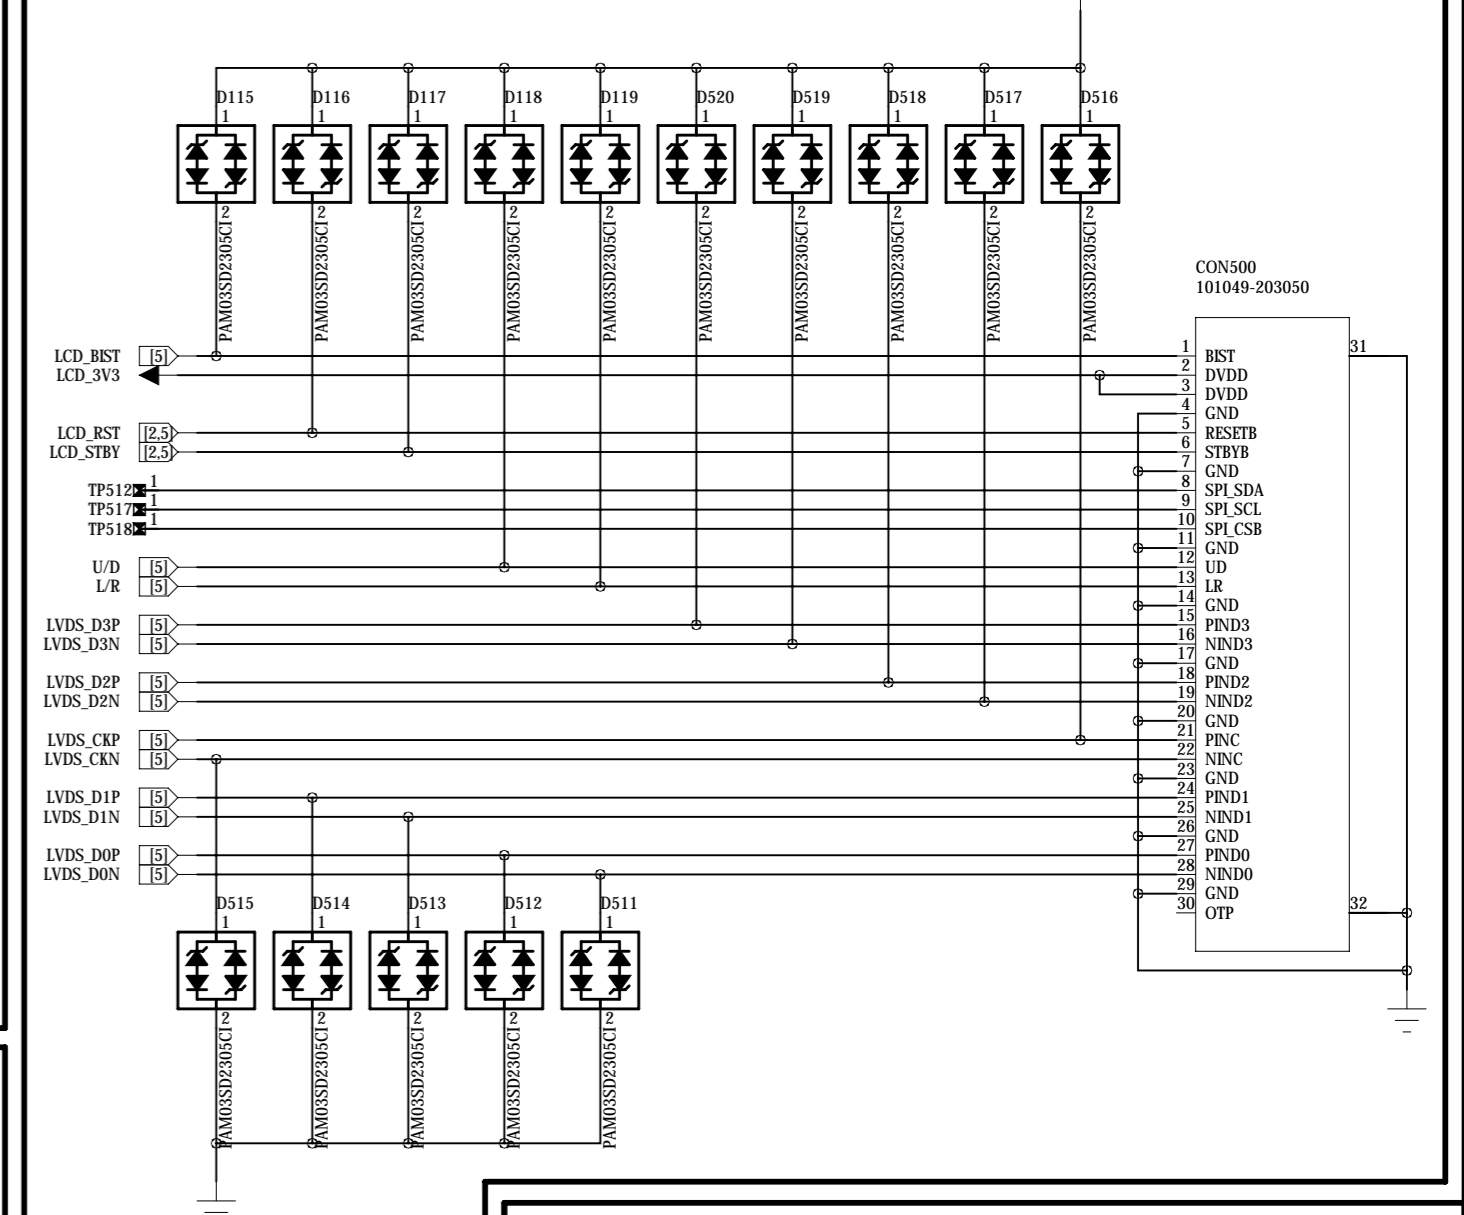 D115 D116 D117 D118 D119 D520 D519 D518 D517 D516
1 1 1 1 1 1 1 1 1 1
2 2 2 2 2 2 2 2 2 2
PAM03SD2305CI PAM03SD2305CI PAM03SD2305CI PAM03SD2305CI PAM03SD2305CI PAM03SD2305CI PAM03SD2305CI PAM03SD2305CI PAM03SD2305CI PAM03SD2305CI
CON500
101049-203050
LCD_BIST [5] 1 BIST 31
LCD_3V3 2 DVDD
3 DVDD
4 GND
LCD_RST [2,5] 5 RESETB
LCD_STBY [2,5] 6 STBYB
7 GND
TP512 1 8 SPI_SDA
TP517 1 9 SPI_SCL
TP518 1 10 SPI_CSB
11 GND
U/D [5] 12 UD
L/R [5] 13 LR
14 GND
LVDS_D3P [5] 15 PIND3
LVDS_D3N [5] 16 NIND3
17 GND
LVDS_D2P [5] 18 PIND2
LVDS_D2N [5] 19 NIND2
20 GND
LVDS_CKP [5] 21 PINC
LVDS_CKN [5] 22 NINC
23 GND
LVDS_D1P [5] 24 PIND1
LVDS_D1N [5] 25 NIND1
26 GND
LVDS_D0P [5] 27 PIND0
LVDS_D0N [5] 28 NIND0
29 GND
30 OTP 32
D515 D514 D513 D512 D511
1 1 1 1 1
2 2 2 2 2
PAM03SD2305CI PAM03SD2305CI PAM03SD2305CI PAM03SD2305CI PAM03SD2305CI